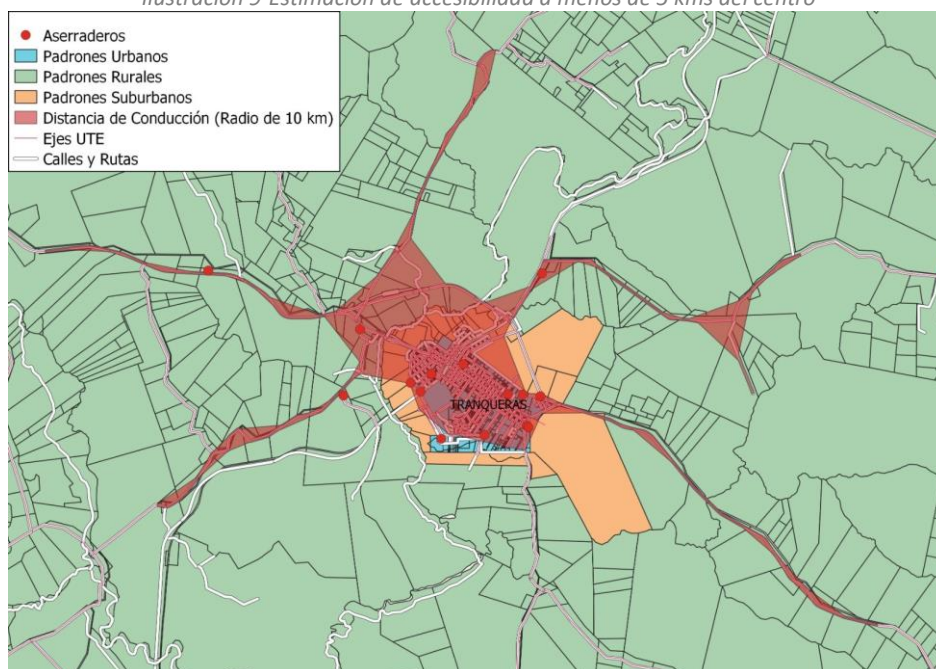 Ilustración 9 Estimación de accesibilidad a menos de 5 kms del centro
Aserraderos
Padrones Urbanos
Padrones Rurales
Padrones Suburbanos
Distancia de Conducción (Radio de 10 km)
Ejes UTE
Calles y Rutas
TRANQUERAS